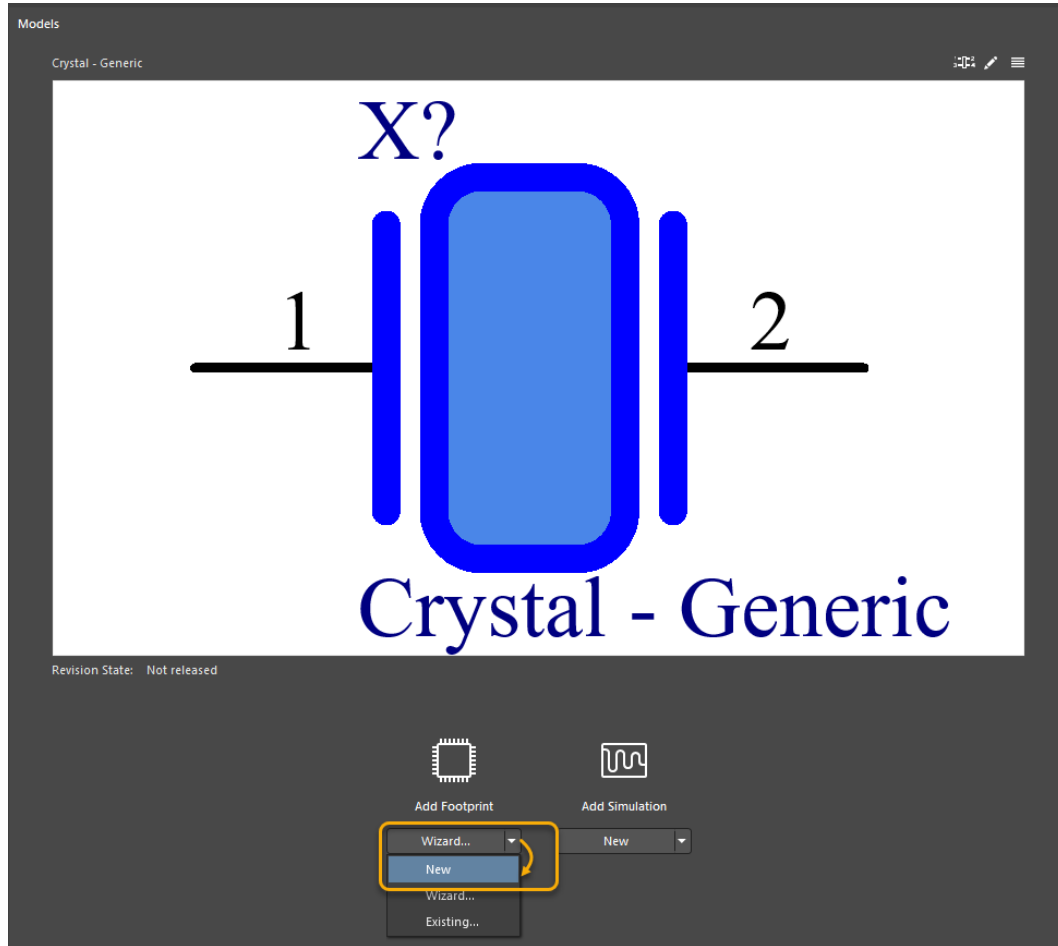 Models
Crystal - Generic
X?
1
2
Crystal - Generic
Revision State: Not released
Add Footprint
Add Simulation
Wizard...
New
New
Wizard...
Existing...